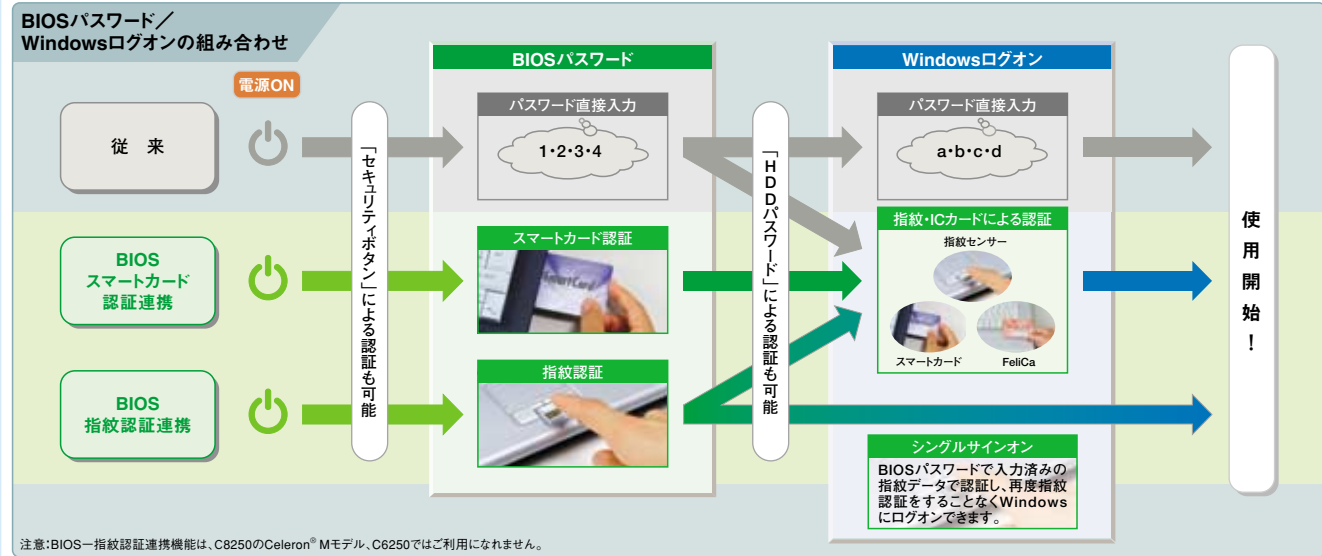 BIOSパスワード／
Windowsログオンの組み合わせ
電源ON
従 来
BIOS
スマートカード
認証連携
BIOS
指紋認証連携
「セキュリティボタン」による認証も可能
BIOSパスワード
パスワード直接入力
1・2・3・4
スマートカード認証
SmartCard
指紋認証
「HDDパスワード」による認証も可能
Windowsログオン
パスワード直接入力
a・b・c・d
指紋・ICカードによる認証
指紋センサー
スマートカード
FeliCa
シングルサインオン
BIOSパスワードで入力済みの
指紋データで認証し、再度指紋
認証をすることなくWindows
にログオンできます。
使用開始！
注意：BIOSー指紋認証連携機能は、C8250のCeleron® Mモデル、C6250ではご利用になれません。